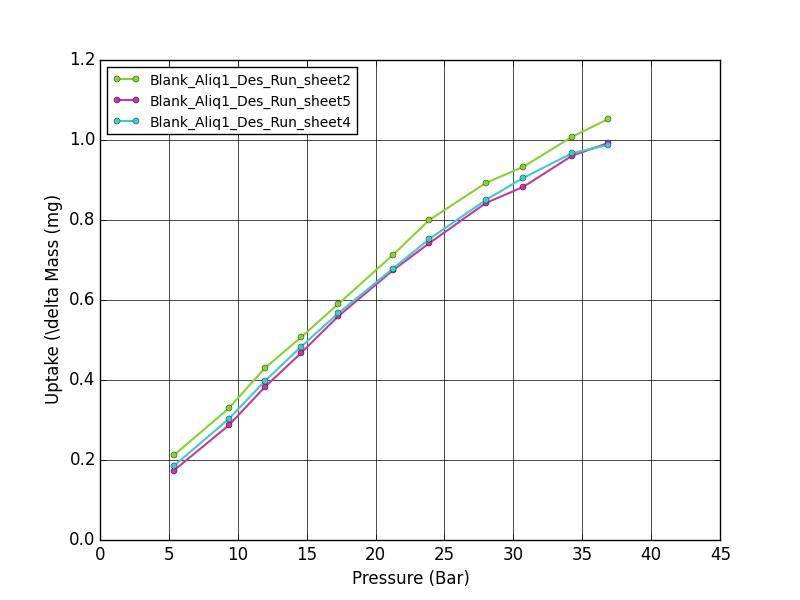 1.2
1.0
0.8
0.6
0.4
0.2
0.0
Blank_Aliq1_Des_Run_sheet2
Blank_Aliq1_Des_Run_sheet5
Blank_Aliq1_Des_Run_sheet4
Uptake (\delta Mass (mg)
0 5 10 15 20 25 30 35 40 45
Pressure (Bar)